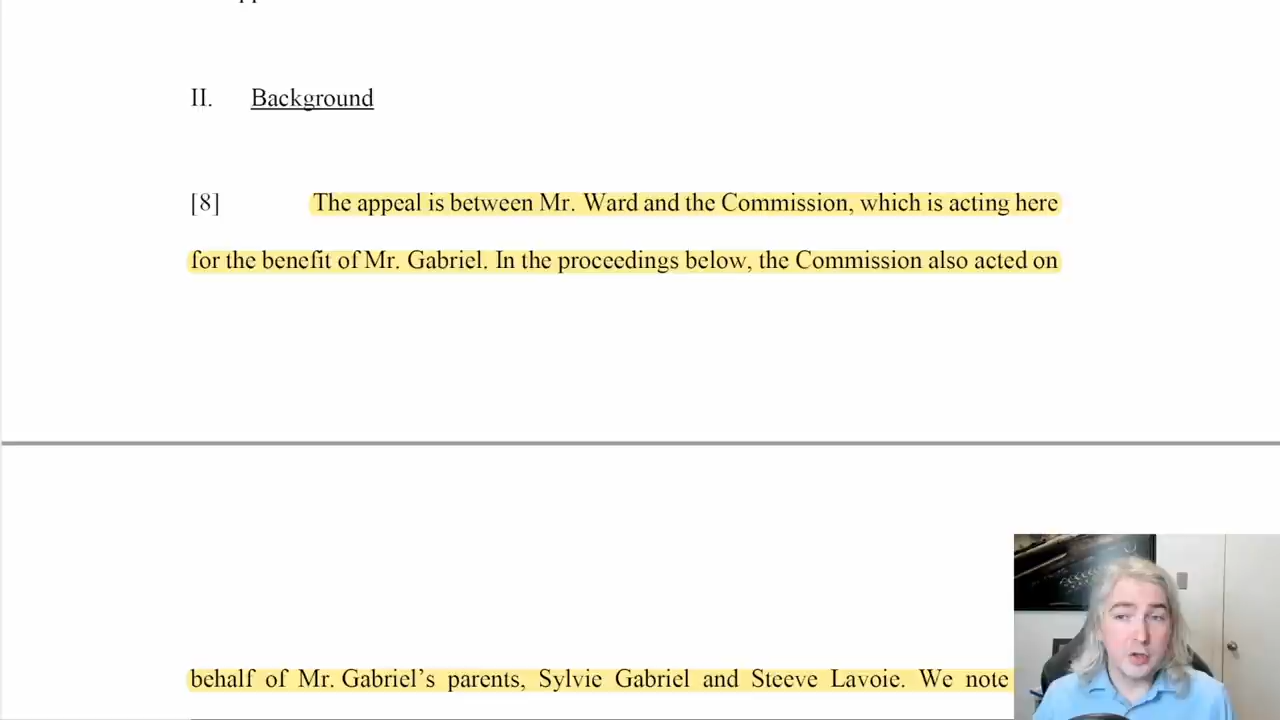 II. Background
[8] The appeal is between Mr. Ward and the Commission, which is acting here
for the benefit of Mr. Gabriel. In the proceedings below, the Commission also acted on
behalf of Mr. Gabriel’s parents, Sylvie Gabriel and Steeve Lavoie. We note